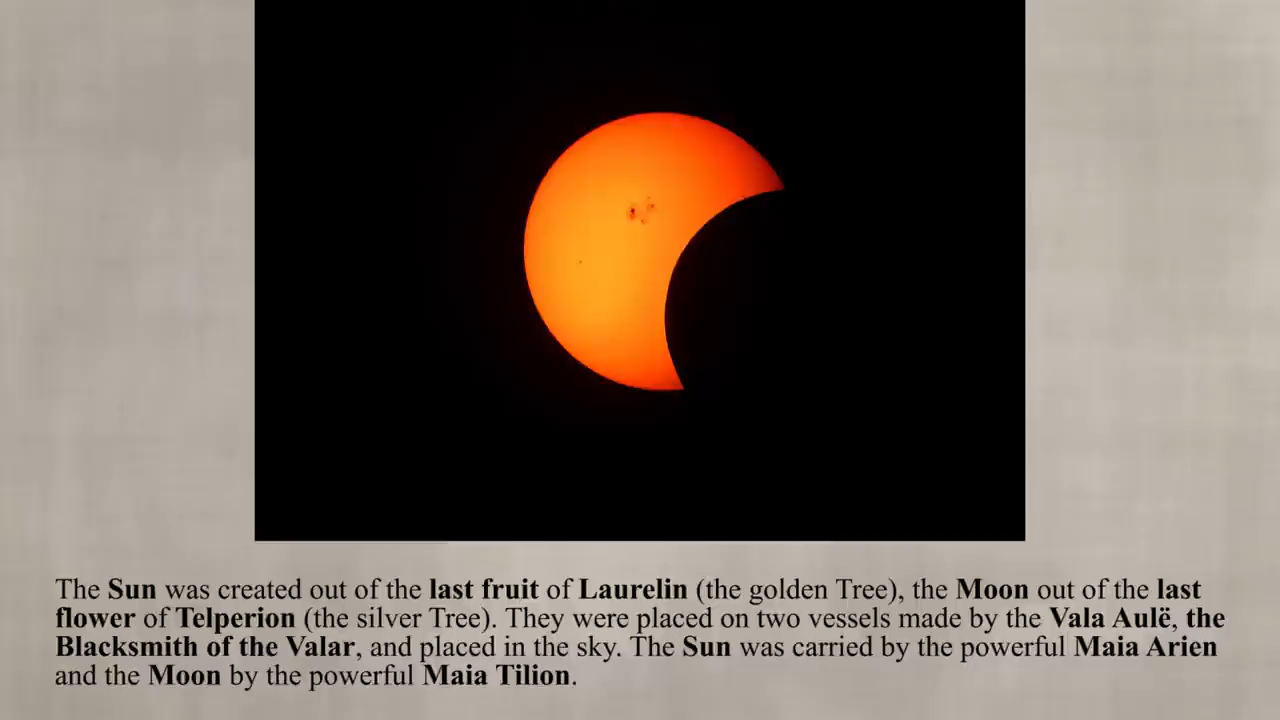 The Sun was created out of the last fruit of Laurelin (the golden Tree), the Moon out of the last
flower of Telperion (the silver Tree). They were placed on two vessels made by the Vala Aulë, the
Blacksmith of the Valar, and placed in the sky. The Sun was carried by the powerful Maia Arien
and the Moon by the powerful Maia Tilion.